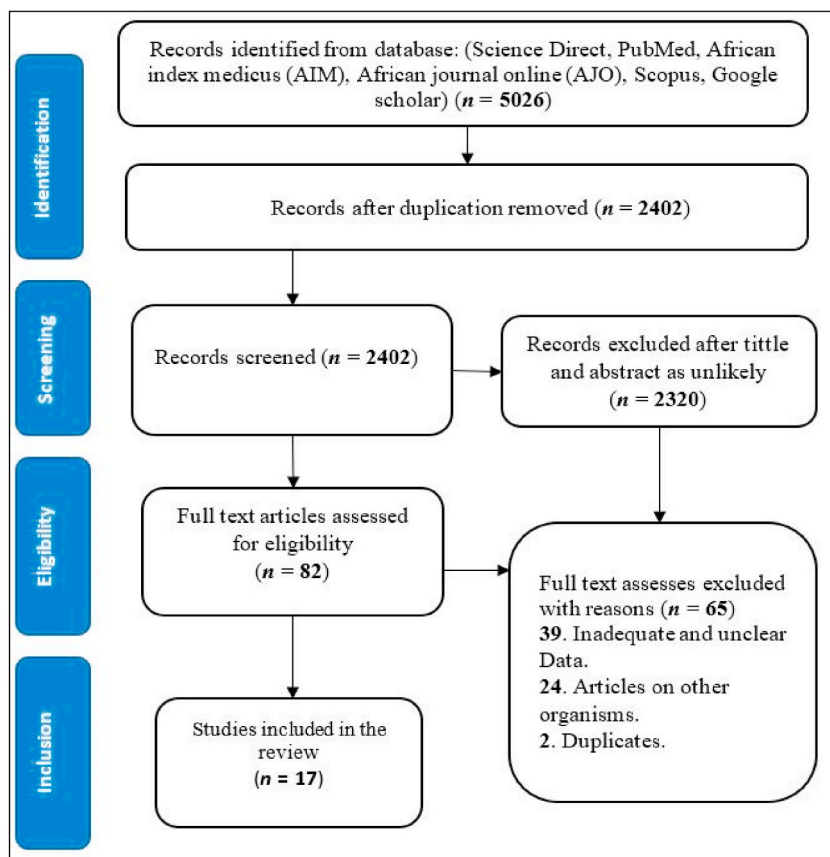 Identification
Records identified from database: (Science Direct, PubMed, African
index medicus (AIM), African journal online (AJO), Scopus, Google
scholar) (n = 5026)
Records after duplication removed (n = 2402)
Screening
Records screened (n = 2402)
Records excluded after tittle
and abstract as unlikely
(n = 2320)
Eligibility
Full text articles assessed
for eligibility
(n = 82)
Full text assesses excluded
with reasons (n = 65)
39. Inadequate and unclear
Data.
24. Articles on other
organisms.
2. Duplicates.
Inclusion
Studies included in the
review
(n = 17)